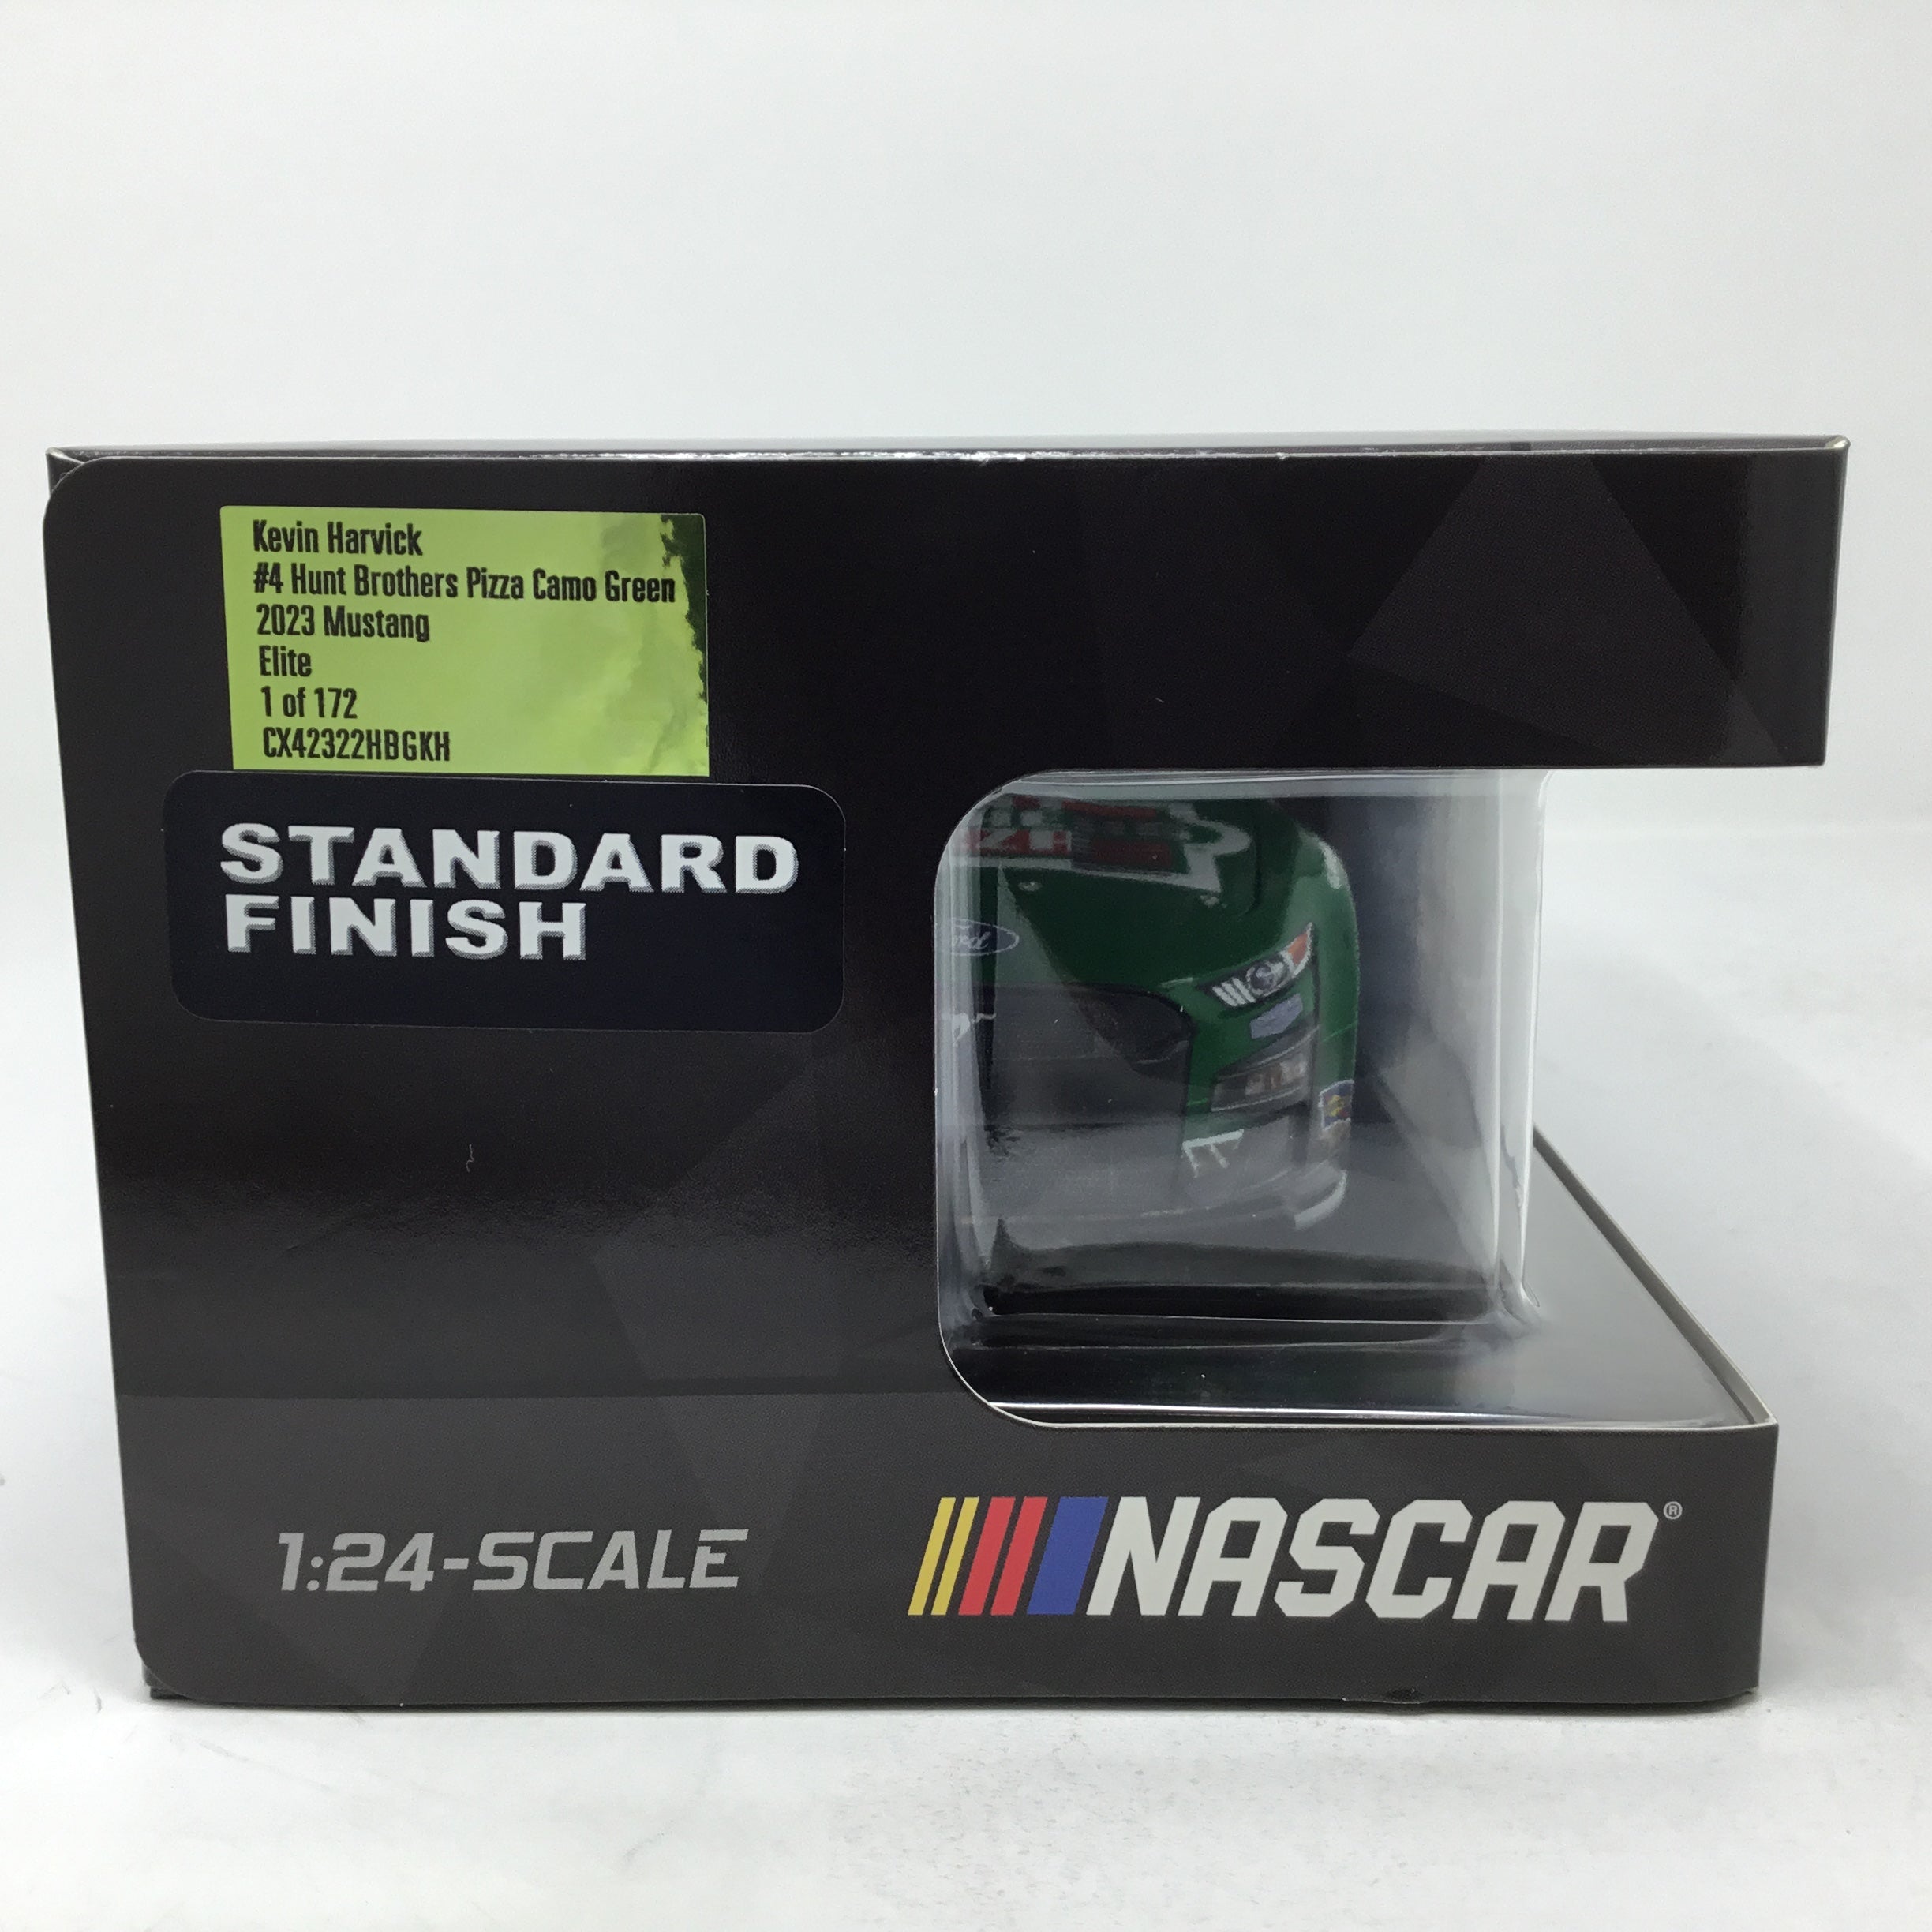 Kevin Harvick
#4 Hunt Brothers Pizza Camo Green
2023 Mustang
Elite
1 of 172
CX42322HBGKH
STANDARD
FINISH
1:24-SCALE
NASCAR®